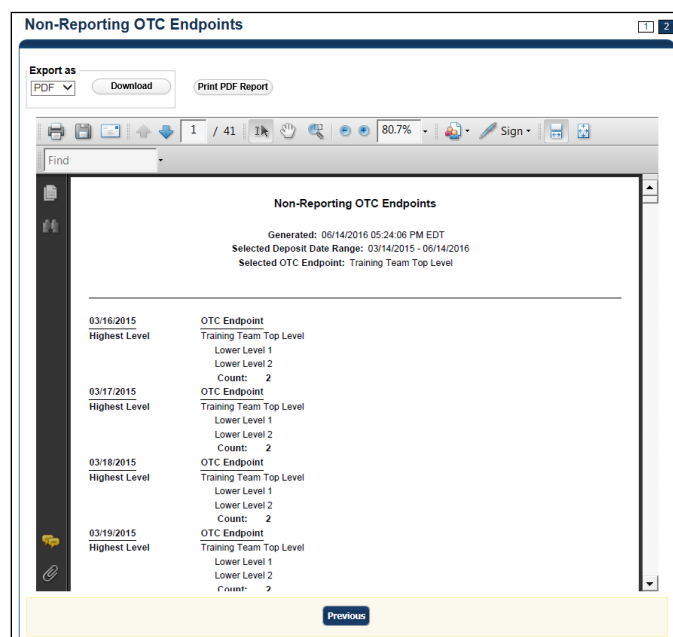 Non-Reporting OTC Endpoints
1 2
Export as
PDF Download Print PDF Report
1 / 41 80.7% Sign
Find
Non-Reporting OTC Endpoints
Generated: 06/14/2016 05:24:06 PM EDT
Selected Deposit Date Range: 03/14/2015 - 06/14/2016
Selected OTC Endpoint: Training Team Top Level
03/16/2015 OTC Endpoint
Highest Level Training Team Top Level
Lower Level 1
Lower Level 2
Count: 2
03/17/2015 OTC Endpoint
Highest Level Training Team Top Level
Lower Level 1
Lower Level 2
Count: 2
03/18/2015 OTC Endpoint
Highest Level Training Team Top Level
Lower Level 1
Lower Level 2
Count: 2
03/19/2015 OTC Endpoint
Highest Level Training Team Top Level
Lower Level 1
Lower Level 2
Count: 2
Previous